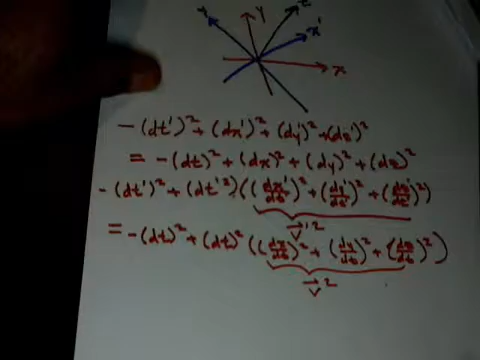 Y
x'
x
-(dt')² + (dx')² + (dy')² + (dz')²
= -(dt)² + (dx)² + (dy)² + (dz)²
-(dt')² + (dt'²)((dx'/dt')² + (dy'/dt')² + (dz'/dt')²)
v'²
= -(dt)² + (dt)²((dx/dt)² + (dy/dt)² + (dz/dt)²)
v²